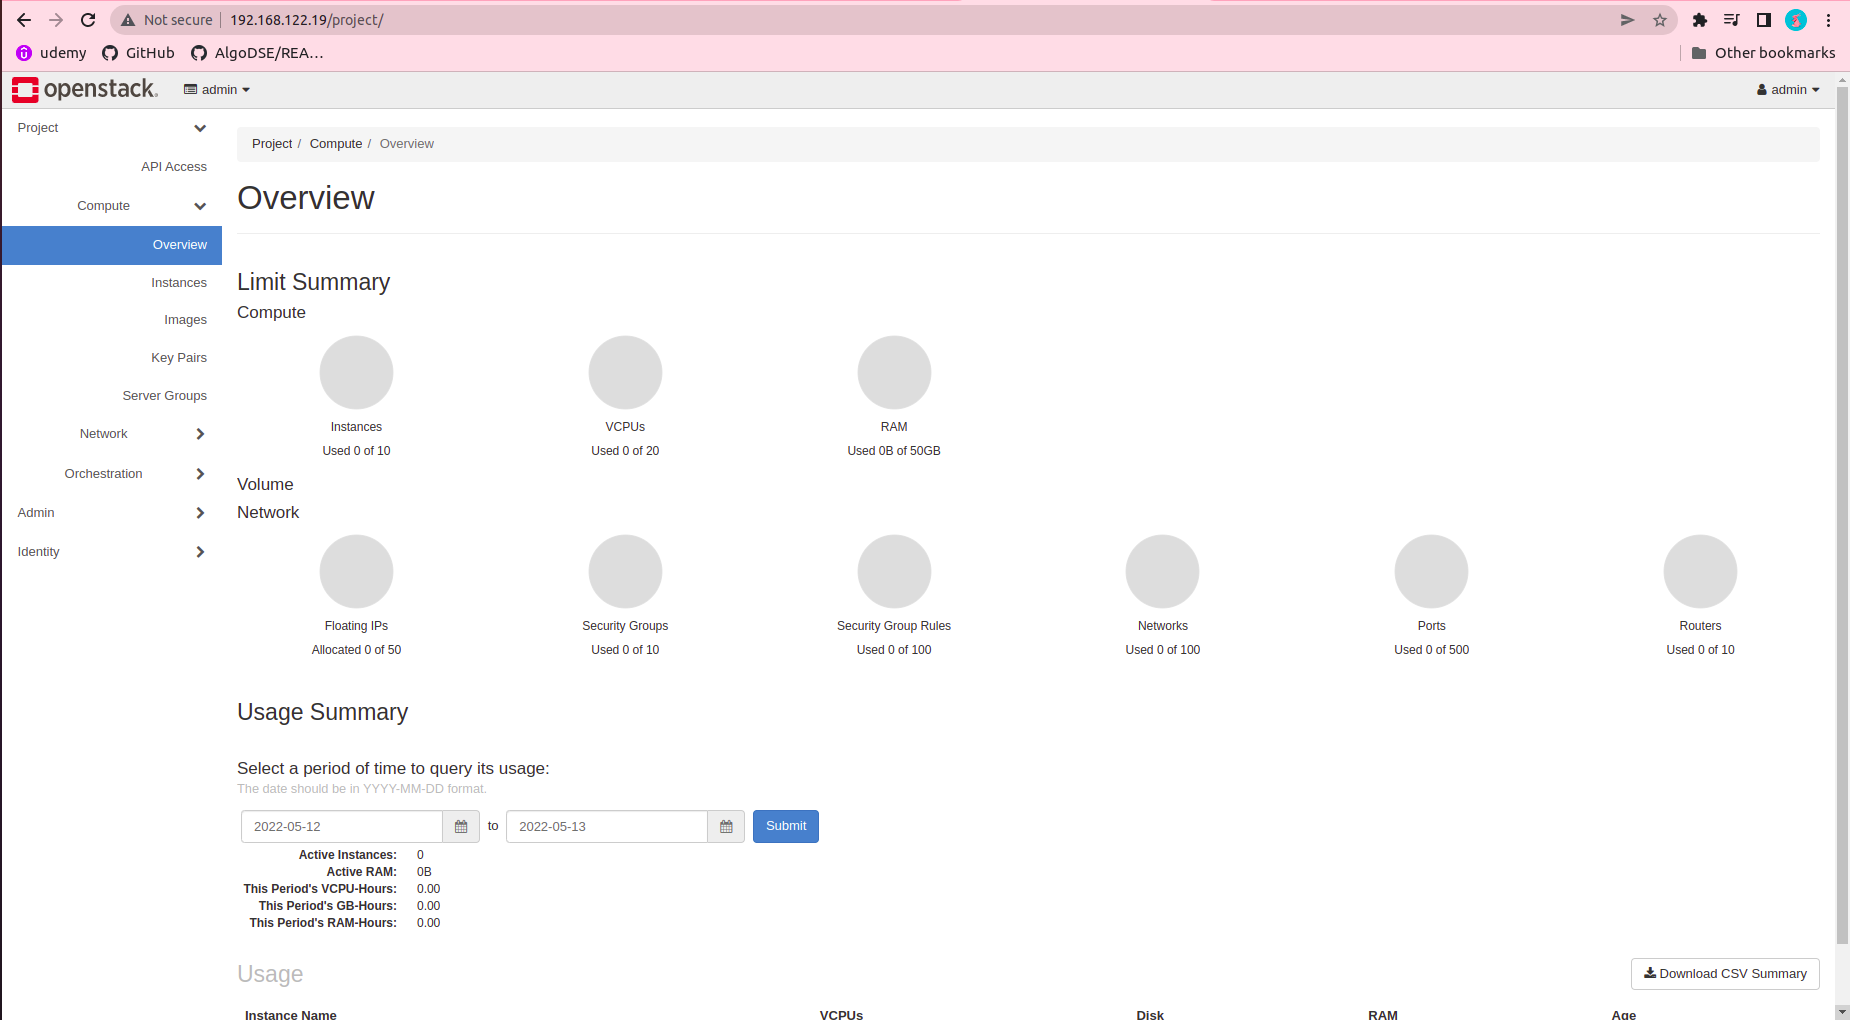 Not secure 192.168.122.19/project/
udemy GitHub AlgoDSE/REA... Other bookmarks
openstack. admin admin
Project
API Access
Compute
Overview
Instances
Images
Key Pairs
Server Groups
Network
Orchestration
Admin
Identity
Project / Compute / Overview
Overview
Limit Summary
Compute
Instances VCPUs RAM
Used 0 of 10 Used 0 of 20 Used 0B of 50GB
Volume
Network
Floating IPs Security Groups Security Group Rules Networks Ports Routers
Allocated 0 of 50 Used 0 of 10 Used 0 of 100 Used 0 of 100 Used 0 of 500 Used 0 of 10
Usage Summary
Select a period of time to query its usage:
The date should be in YYYY-MM-DD format.
2022-05-12 to 2022-05-13 Submit
Active Instances: 0
Active RAM: 0B
This Period's VCPU-Hours: 0.00
This Period's GB-Hours: 0.00
This Period's RAM-Hours: 0.00
Usage Download CSV Summary
Instance Name VCPUs Disk RAM Age